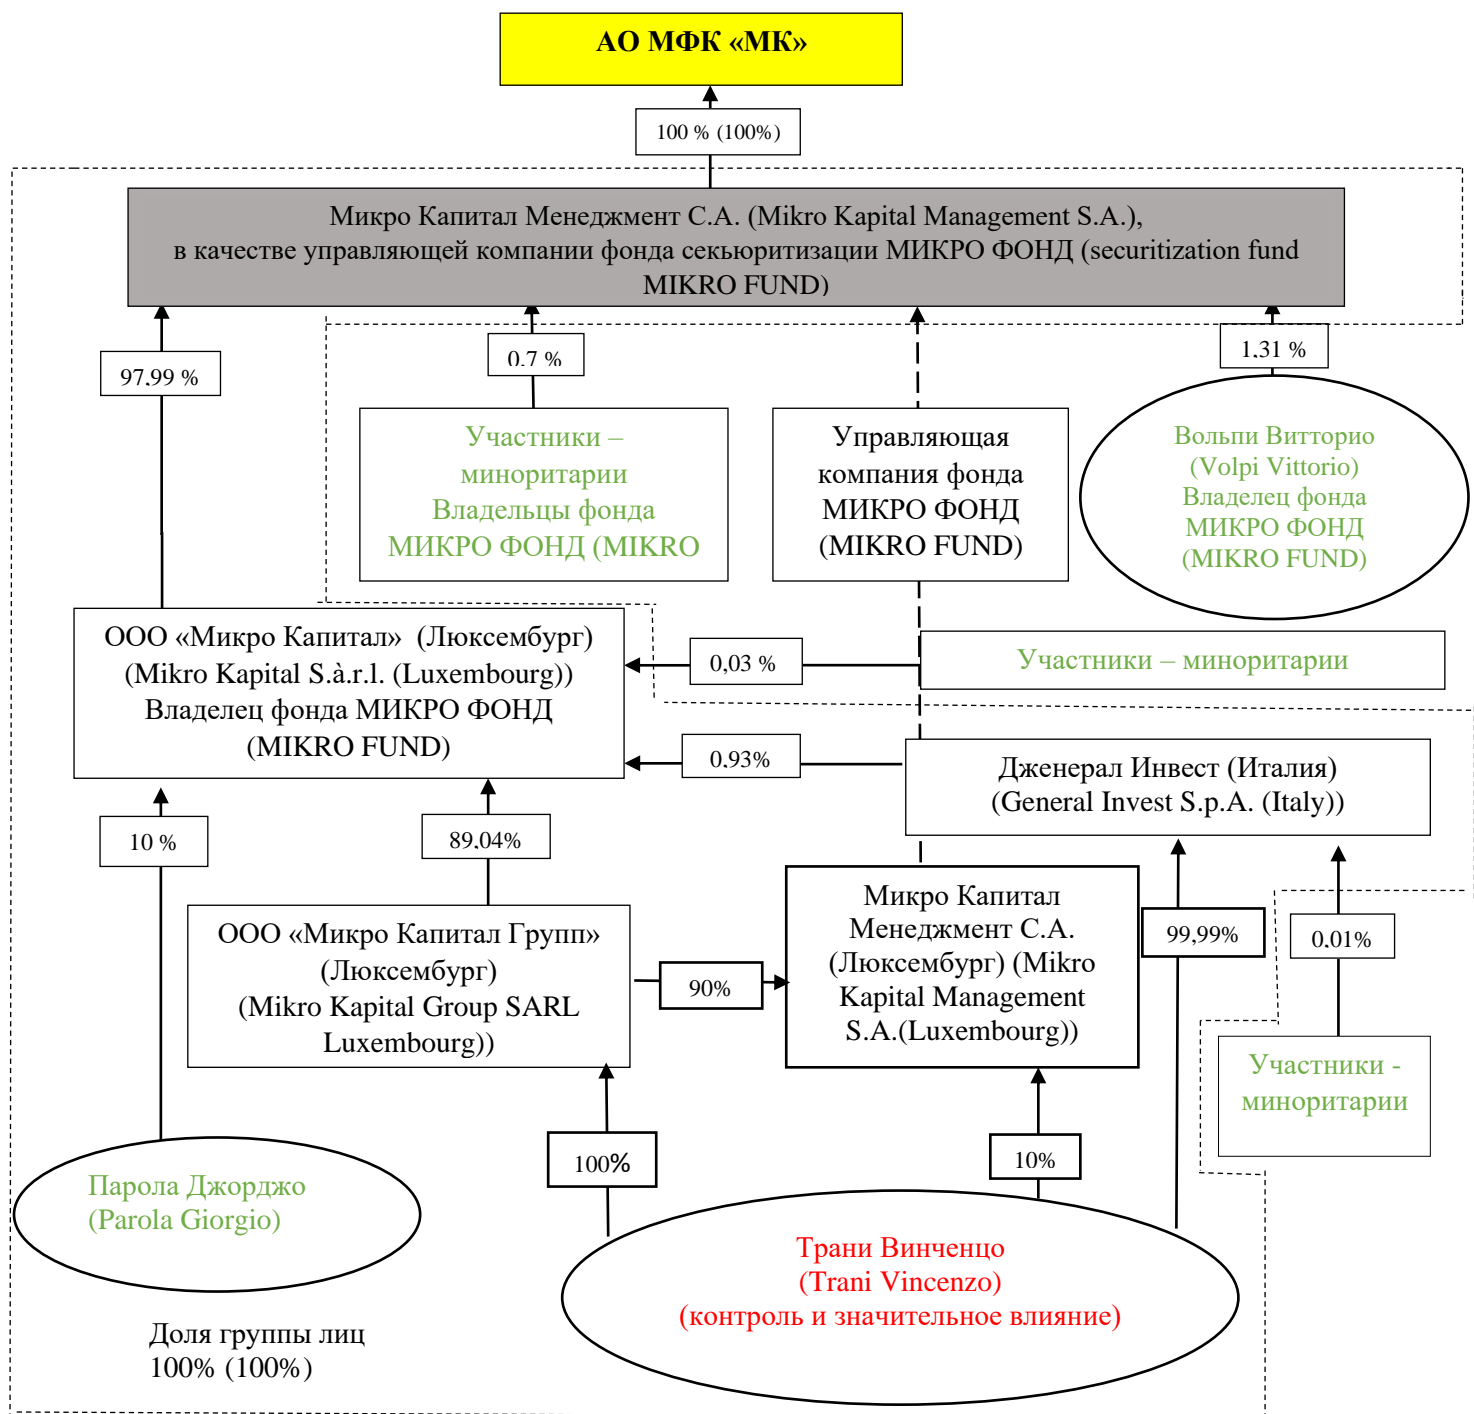 АО МФК «МК»
100 % (100%)
Микро Капитал Менеджмент С.А. (Mikro Kapital Management S.A.),
в качестве управляющей компании фонда секьюритизации МИКРО ФОНД (securitization fund
MIKRO FUND)
97,99 %
0,7 %
1,31 %
Участники –
миноритарии
Владельцы фонда
МИКРО ФОНД (MIKRO
Управляющая
компания фонда
МИКРО ФОНД
(MIKRO FUND)
Вольпи Витторио
(Volpi Vittorio)
Владелец фонда
МИКРО ФОНД
(MIKRO FUND)
ООО «Микро Капитал» (Люксембург)
(Mikro Kapital S.à.r.l. (Luxembourg))
Владелец фонда МИКРО ФОНД
(MIKRO FUND)
0,03 %
Участники – миноритарии
0,93%
Дженерал Инвест (Италия)
(General Invest S.p.A. (Italy))
10 %
89,04%
ООО «Микро Капитал Групп»
(Люксембург)
(Mikro Kapital Group SARL
Luxembourg))
90%
Микро Капитал
Менеджмент С.А.
(Люксембург) (Mikro
Kapital Management
S.A.(Luxembourg))
99,99%
0,01%
Участники -
миноритарии
100%
10%
Парола Джорджо
(Parola Giorgio)
Трани Винченцо
(Trani Vincenzo)
(контроль и значительное влияние)
Доля группы лиц
100% (100%)